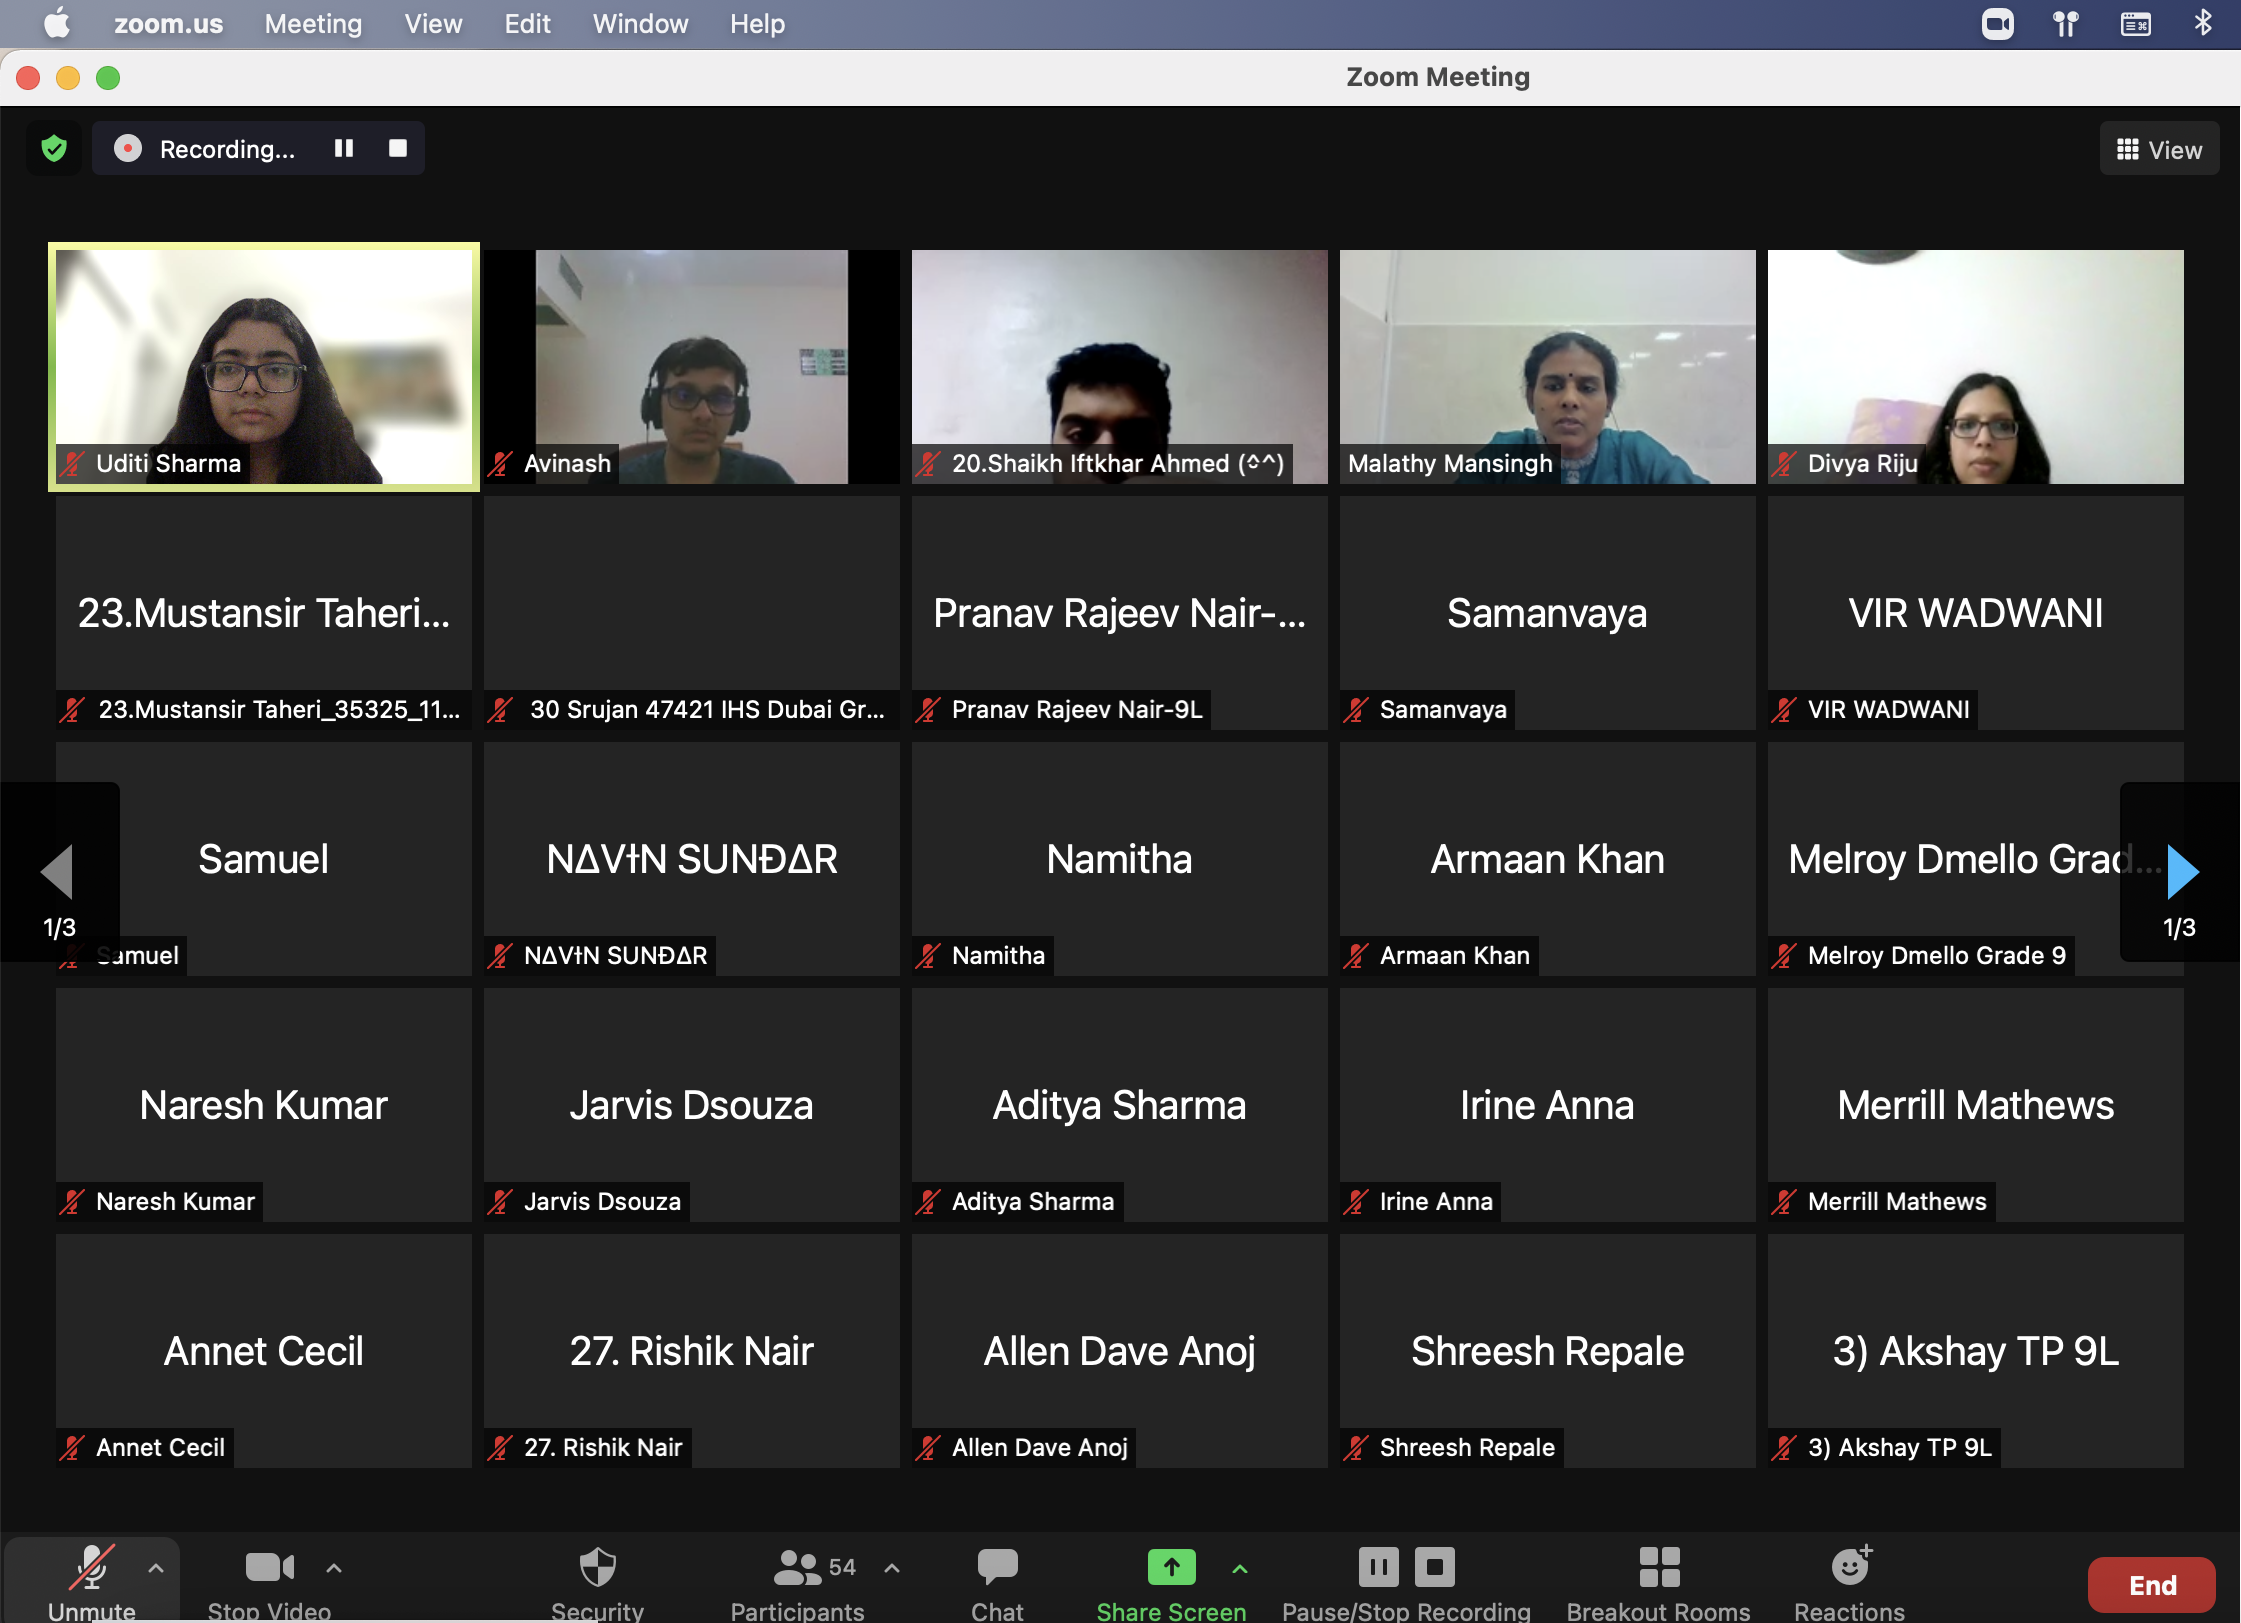 zoom.us Meeting View Edit Window Help
Zoom Meeting
Recording... View
Uditi Sharma
Avinash
20.Shaikh Iftkhar Ahmed (^^)
Malathy Mansingh
Divya Riju
23.Mustansir Taheri...
Pranav Rajeev Nair-...
Samanvaya
VIR WADWANI
23.Mustansir Taheri_35325_11...
30 Srujan 47421 IHS Dubai Gr...
Pranav Rajeev Nair-9L
Samanvaya
VIR WADWANI
Samuel
NΔVɫN SUNĐΔR
Namitha
Armaan Khan
Melroy Dmello Grad...
1/3
1/3
Samuel
NΔVɫN SUNĐΔR
Namitha
Armaan Khan
Melroy Dmello Grade 9
Naresh Kumar
Jarvis Dsouza
Aditya Sharma
Irine Anna
Merrill Mathews
Naresh Kumar
Jarvis Dsouza
Aditya Sharma
Irine Anna
Merrill Mathews
Annet Cecil
27. Rishik Nair
Allen Dave Anoj
Shreesh Repale
3) Akshay TP 9L
Annet Cecil
27. Rishik Nair
Allen Dave Anoj
Shreesh Repale
3) Akshay TP 9L
54
Unmute
Stop Video
Security
Participants
Chat
Share Screen
Pause/Stop Recording
Breakout Rooms
Reactions
End